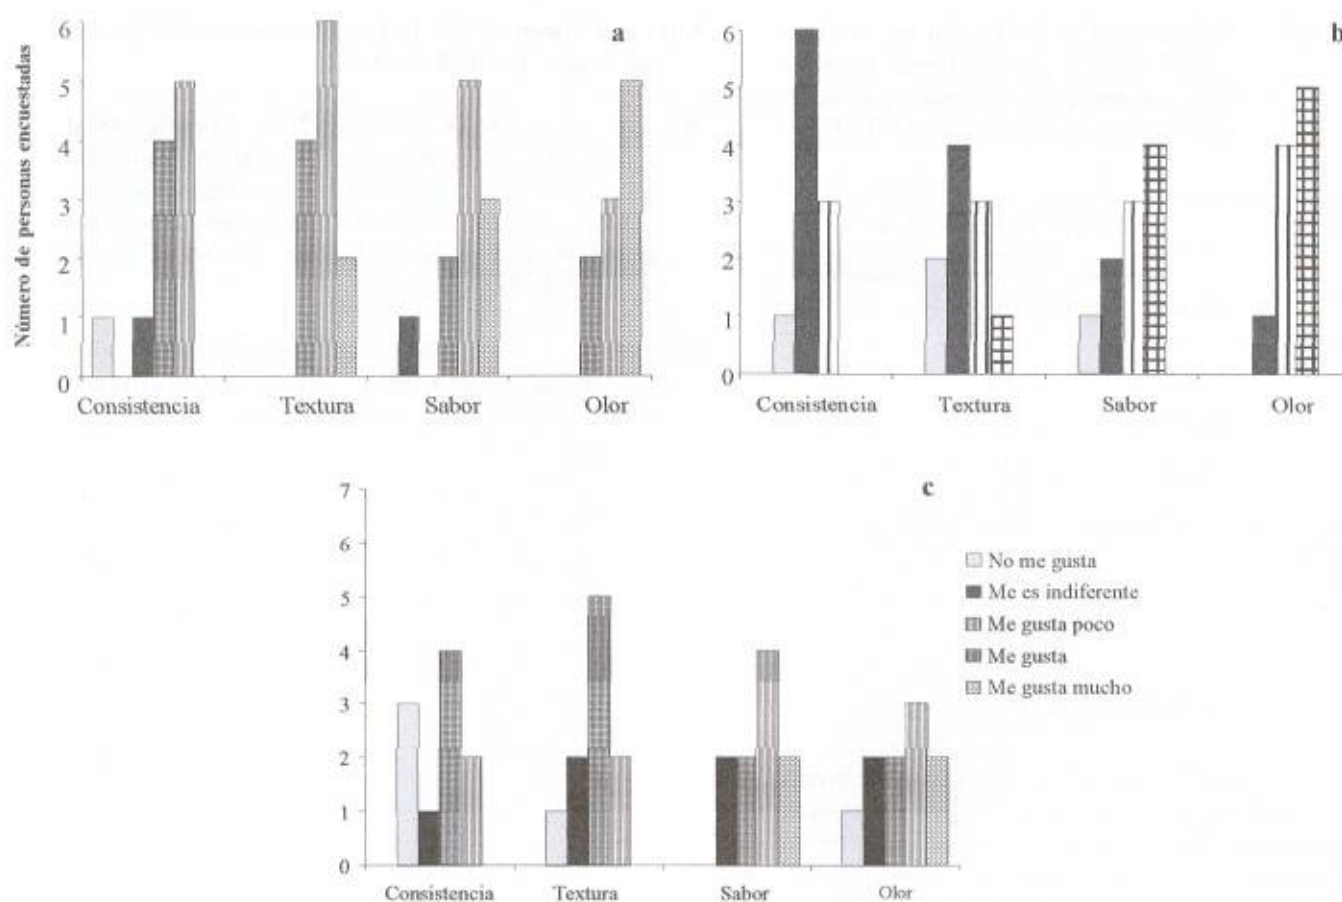 a
Número de personas encuestadas
6
5
4
3
2
1
0
Consistencia Textura Sabor Olor
b
6
5
4
3
2
1
0
Consistencia Textura Sabor Olor
c
7
6
5
4
3
2
1
0
Consistencia Textura Sabor Olor
No me gusta
Me es indiferente
Me gusta poco
Me gusta
Me gusta mucho